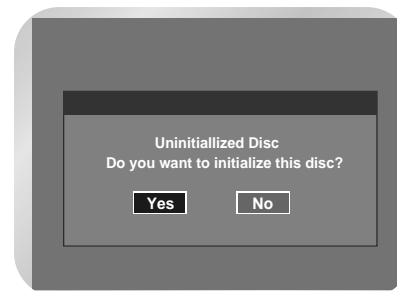 Uninitiallized Disc
Do you want to initialize this disc?
Yes No